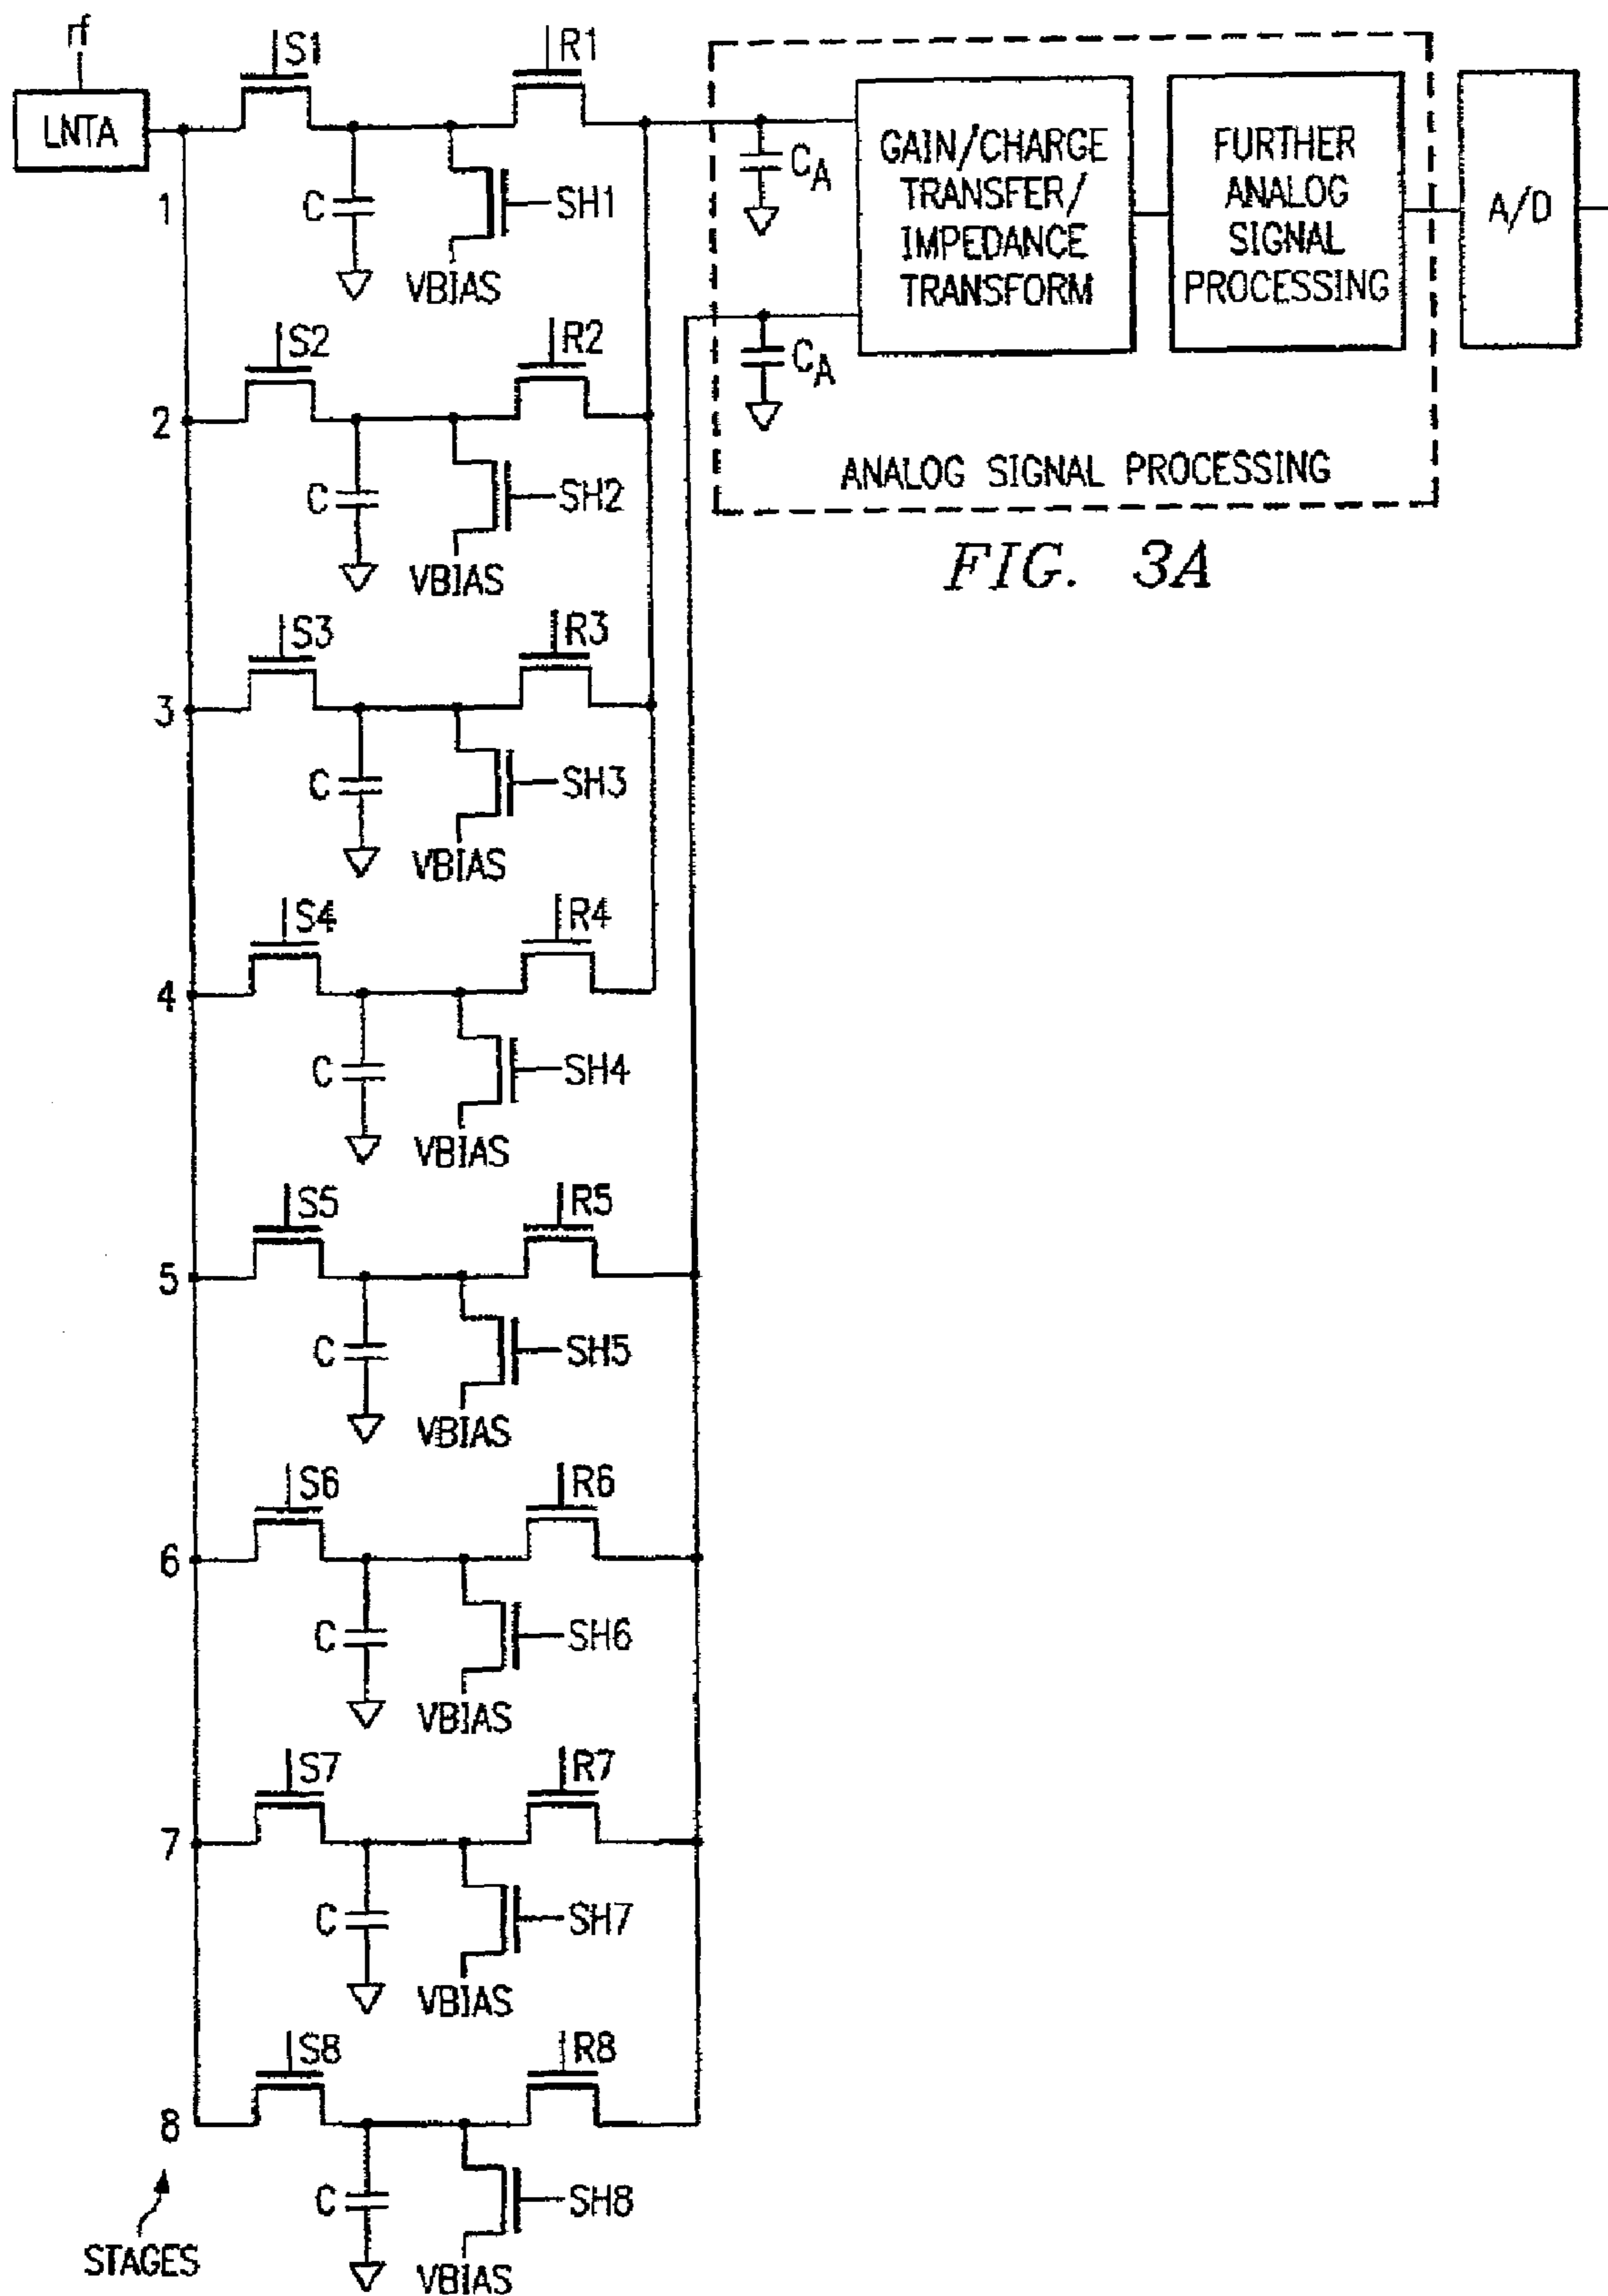 rf
LNTA
S1
R1
1
C
SH1
VBIAS
CA
GAIN/CHARGE
TRANSFER/
IMPEDANCE
TRANSFORM
FURTHER
ANALOG
SIGNAL
PROCESSING
A/D
CA
ANALOG SIGNAL PROCESSING
FIG. 3A
S2
R2
2
C
SH2
VBIAS
S3
R3
3
C
SH3
VBIAS
S4
R4
4
C
SH4
VBIAS
S5
R5
5
C
SH5
VBIAS
S6
R6
6
C
SH6
VBIAS
S7
R7
7
C
SH7
VBIAS
S8
R8
8
C
SH8
VBIAS
STAGES